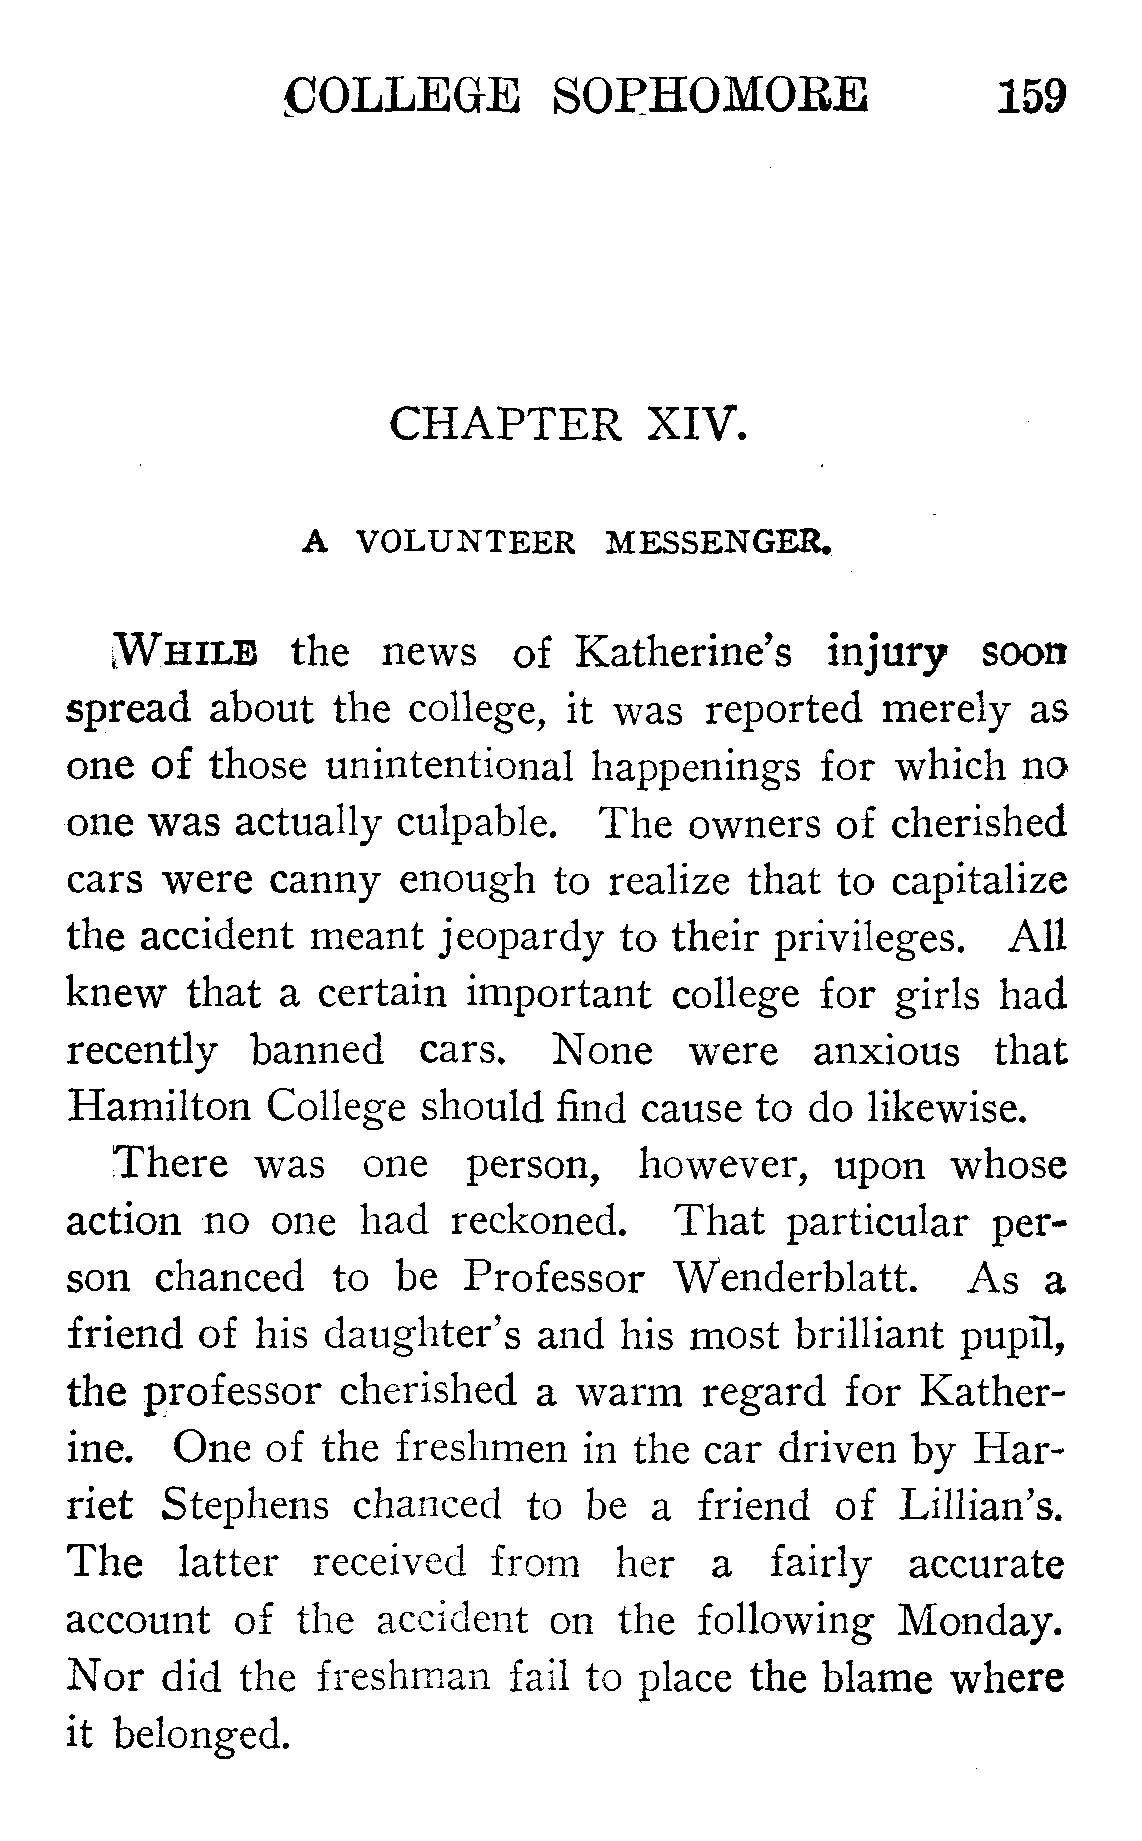 COLLEGE SOPHOMORE 159
CHAPTER XIV.
A VOLUNTEER MESSENGER.
WHILE the news of Katherine's injury soon
spread about the college, it was reported merely as
one of those unintentional happenings for which no
one was actually culpable. The owners of cherished
cars were canny enough to realize that to capitalize
the accident meant jeopardy to their privileges. All
knew that a certain important college for girls had
recently banned cars. None were anxious that
Hamilton College should find cause to do likewise.
There was one person, however, upon whose
action no one had reckoned. That particular per-
son chanced to be Professor Wenderblatt. As a
friend of his daughter's and his most brilliant pupil,
the professor cherished a warm regard for Kather-
ine. One of the freshmen in the car driven by Har-
riet Stephens chanced to be a friend of Lillian's.
The latter received from her a fairly accurate
account of the accident on the following Monday.
Nor did the freshman fail to place the blame where
it belonged.